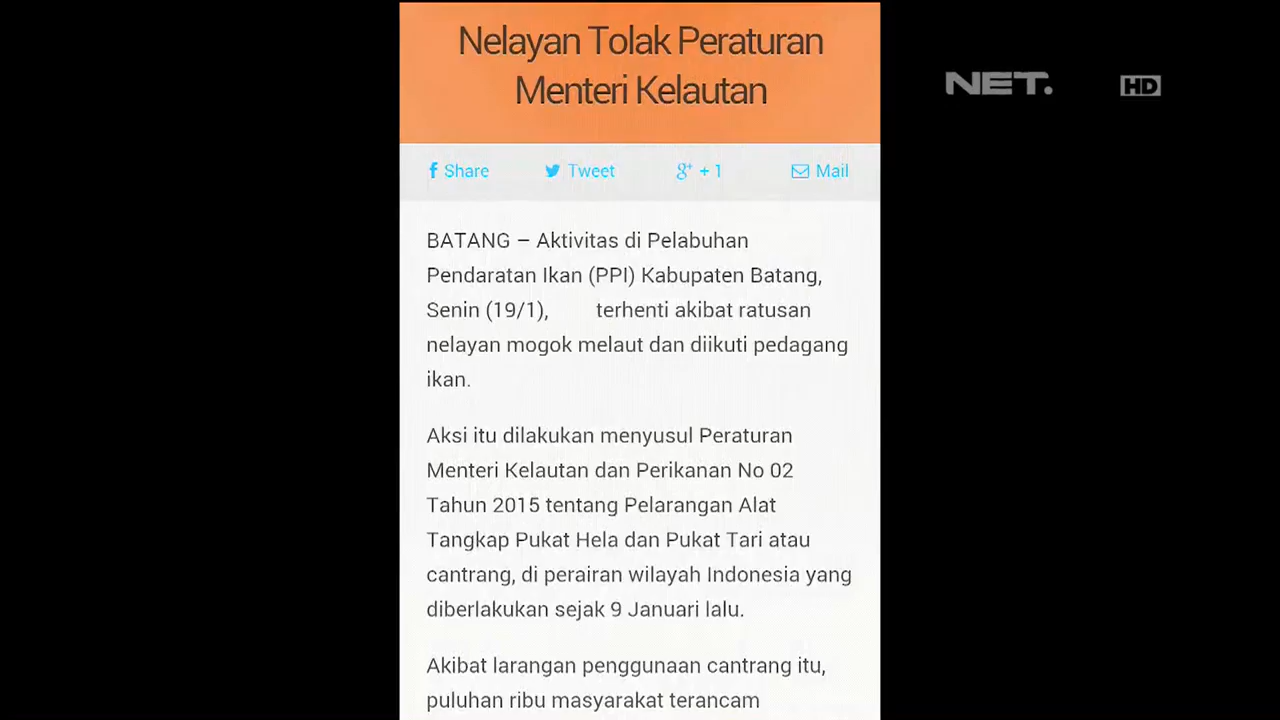 Nelayan Tolak Peraturan
Menteri Kelautan
NET.
HD
Share
Tweet
g+ + 1
Mail
BATANG – Aktivitas di Pelabuhan
Pendaratan Ikan (PPI) Kabupaten Batang,
Senin (19/1), terhenti akibat ratusan
nelayan mogok melaut dan diikuti pedagang
ikan.
Aksi itu dilakukan menyusul Peraturan
Menteri Kelautan dan Perikanan No 02
Tahun 2015 tentang Pelarangan Alat
Tangkap Pukat Hela dan Pukat Tari atau
cantrang, di perairan wilayah Indonesia yang
diberlakukan sejak 9 Januari lalu.
Akibat larangan penggunaan cantrang itu,
puluhan ribu masyarakat terancam